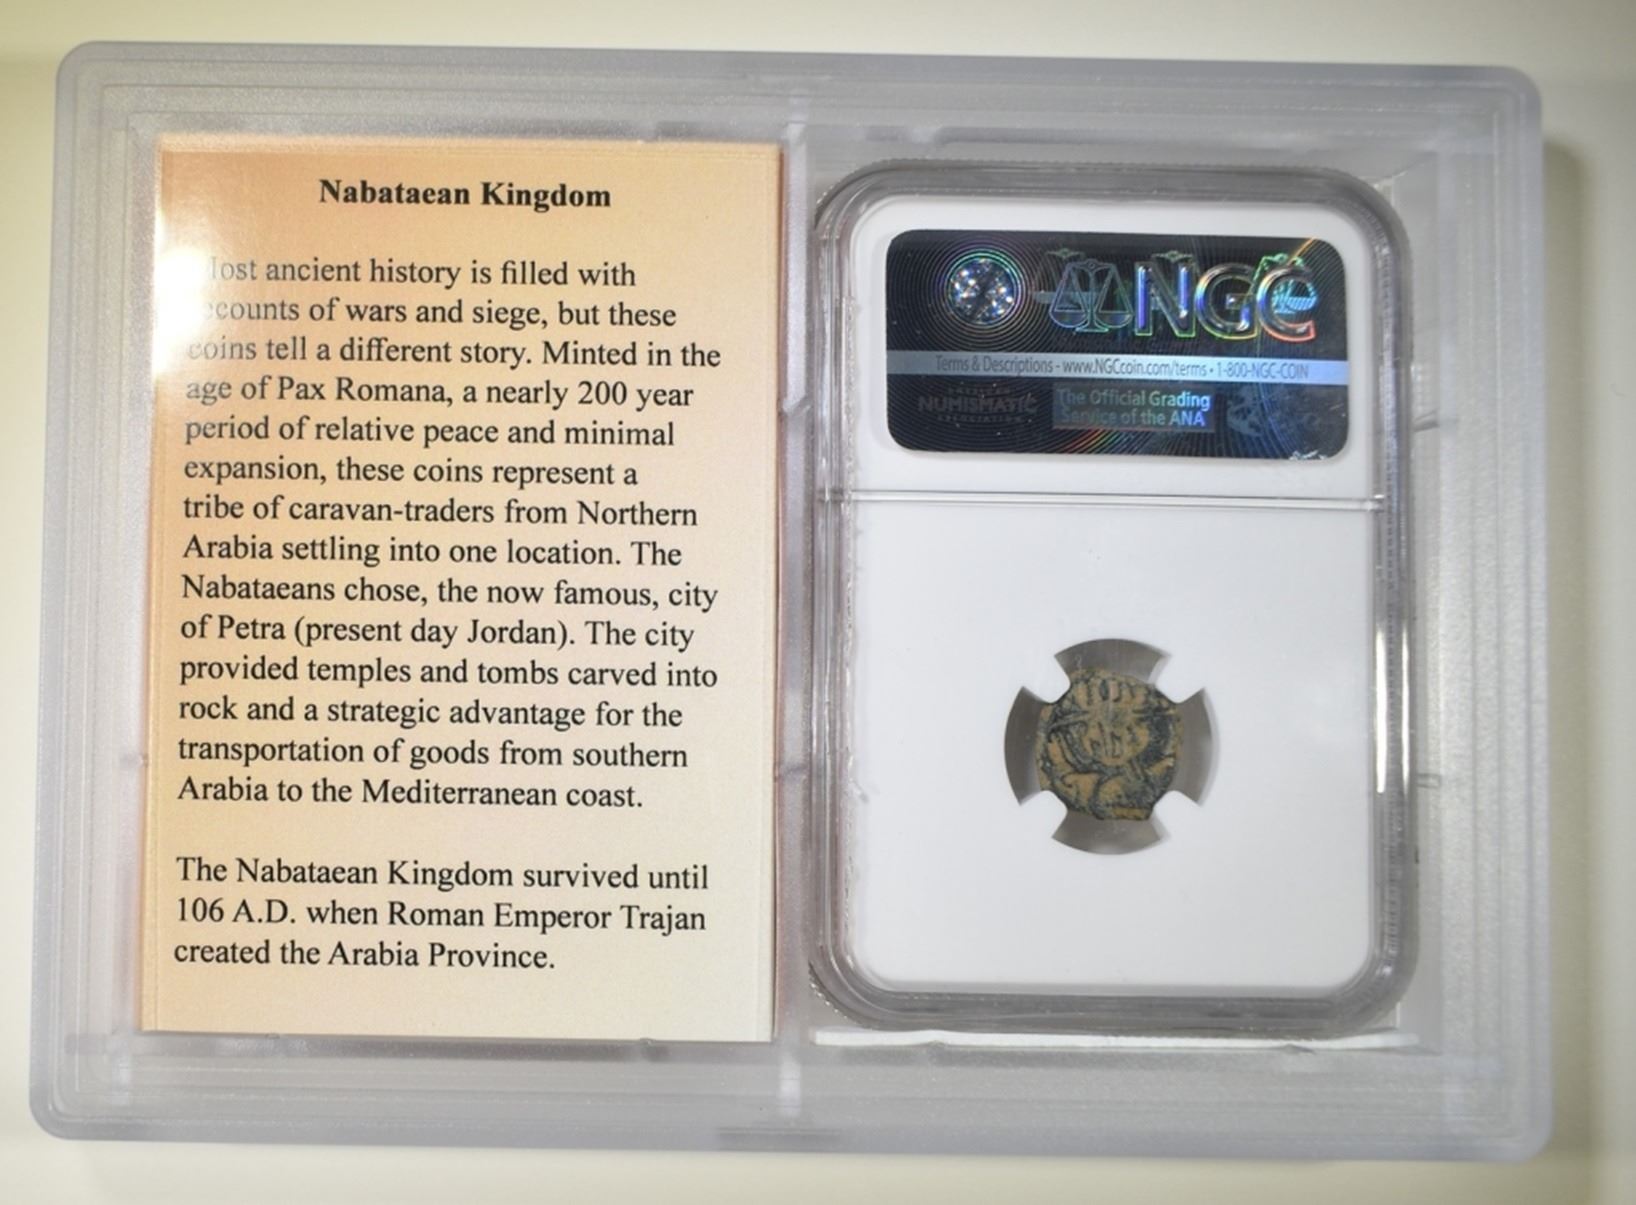 Nabataean Kingdom
ost ancient history is filled with
counts of wars and siege, but these
coins tell a different story. Minted in the
age of Pax Romana, a nearly 200 year
period of relative peace and minimal
expansion, these coins represent a
tribe of caravan-traders from Northern
Arabia settling into one location. The
Nabataeans chose, the now famous, city
of Petra (present day Jordan). The city
provided temples and tombs carved into
rock and a strategic advantage for the
transportation of goods from southern
Arabia to the Mediterranean coast.
The Nabataean Kingdom survived until
106 A.D. when Roman Emperor Trajan
created the Arabia Province.
NGC
Terms & Descriptions - www.NGCcoin.com/terms • 1-800-NGC-COIN
NUMISMATIC
The Official Grading
Service of the ANA